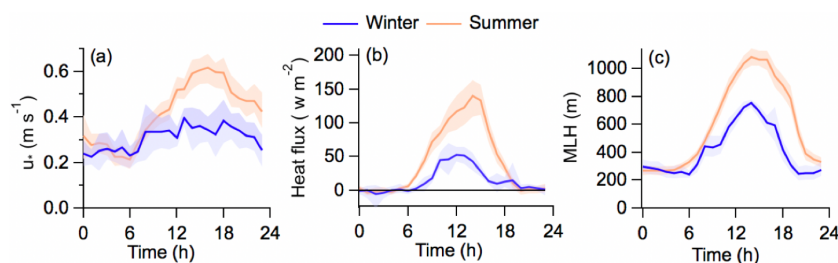 Winter Summer
(a)
u* (m s-1)
0.6
0.4
0.2
0.0
0 6 12 18 24
Time (h)
(b)
Heat flux ( w m-2)
200
150
100
50
0
0 6 12 18 24
Time (h)
(c)
MLH (m)
1000
800
600
400
200
0 6 12 18 24
Time (h)